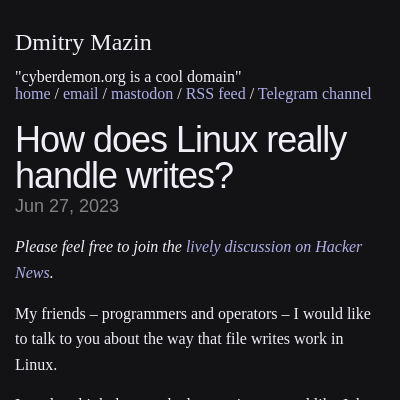 Dmitry Mazin
"cyberdemon.org is a cool domain"
home / email / mastodon / RSS feed / Telegram channel
How does Linux really
handle writes?
Jun 27, 2023
Please feel free to join the lively discussion on Hacker
News.
My friends – programmers and operators – I would like
to talk to you about the way that file writes work in
Linux.